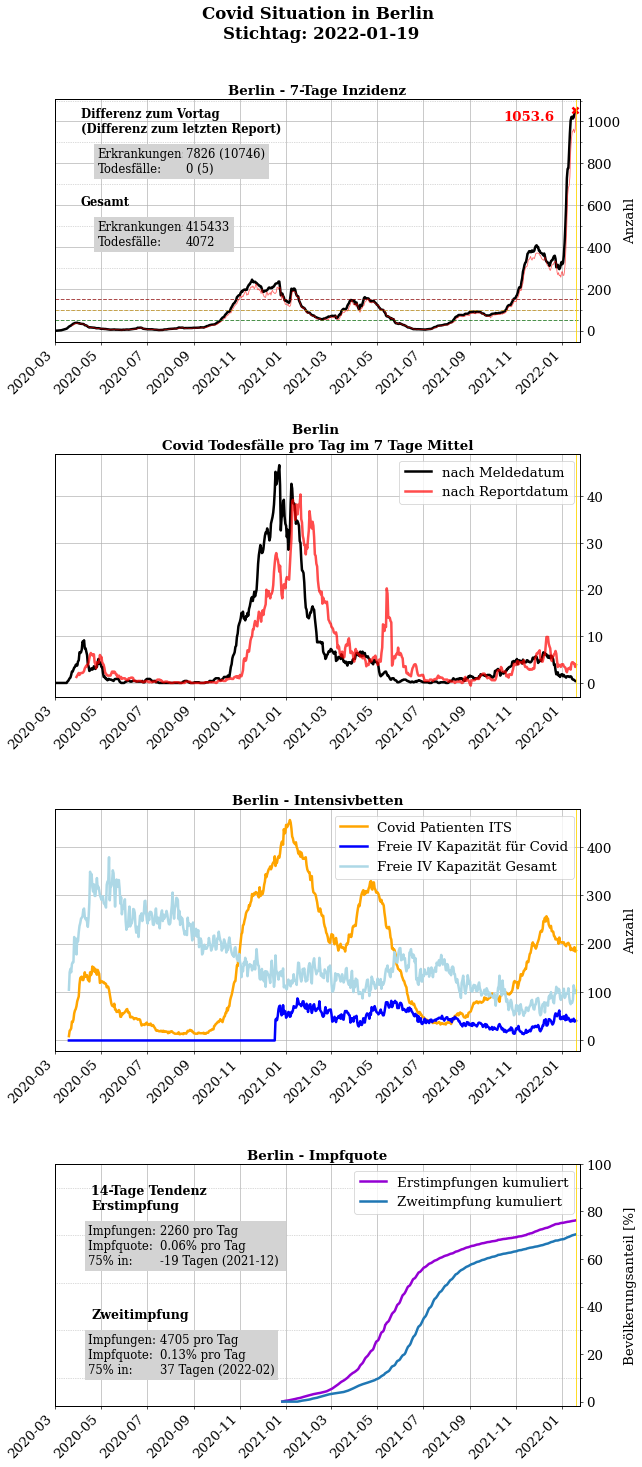 Covid Situation in Berlin
Stichtag: 2022-01-19
Berlin - 7-Tage Inzidenz
Differenz zum Vortag
(Differenz zum letzten Report)
Erkrankungen 7826 (10746)
Todesfälle: 0 (5)
Gesamt
Erkrankungen 415433
Todesfälle: 4072
1053.6
1000
800
600
400
200
0
Anzahl
2020-03
2020-05
2020-07
2020-09
2020-11
2021-01
2021-03
2021-05
2021-07
2021-09
2021-11
2022-01
Berlin
Covid Todesfälle pro Tag im 7 Tage Mittel
nach Meldedatum
nach Reportdatum
40
30
20
10
0
2020-03
2020-05
2020-07
2020-09
2020-11
2021-01
2021-03
2021-05
2021-07
2021-09
2021-11
2022-01
Berlin - Intensivbetten
Covid Patienten ITS
Freie IV Kapazität für Covid
Freie IV Kapazität Gesamt
400
300
200
100
0
Anzahl
2020-03
2020-05
2020-07
2020-09
2020-11
2021-01
2021-03
2021-05
2021-07
2021-09
2021-11
2022-01
Berlin - Impfquote
14-Tage Tendenz
Erstimpfung
Impfungen: 2260 pro Tag
Impfquote: 0.06% pro Tag
75% in: -19 Tagen (2021-12)
Zweitimpfung
Impfungen: 4705 pro Tag
Impfquote: 0.13% pro Tag
75% in: 37 Tagen (2022-02)
Erstimpfungen kumuliert
Zweitimpfung kumuliert
100
80
60
40
20
0
Bevölkerungsanteil [%]
2020-03
2020-05
2020-07
2020-09
2020-11
2021-01
2021-03
2021-05
2021-07
2021-09
2021-11
2022-01